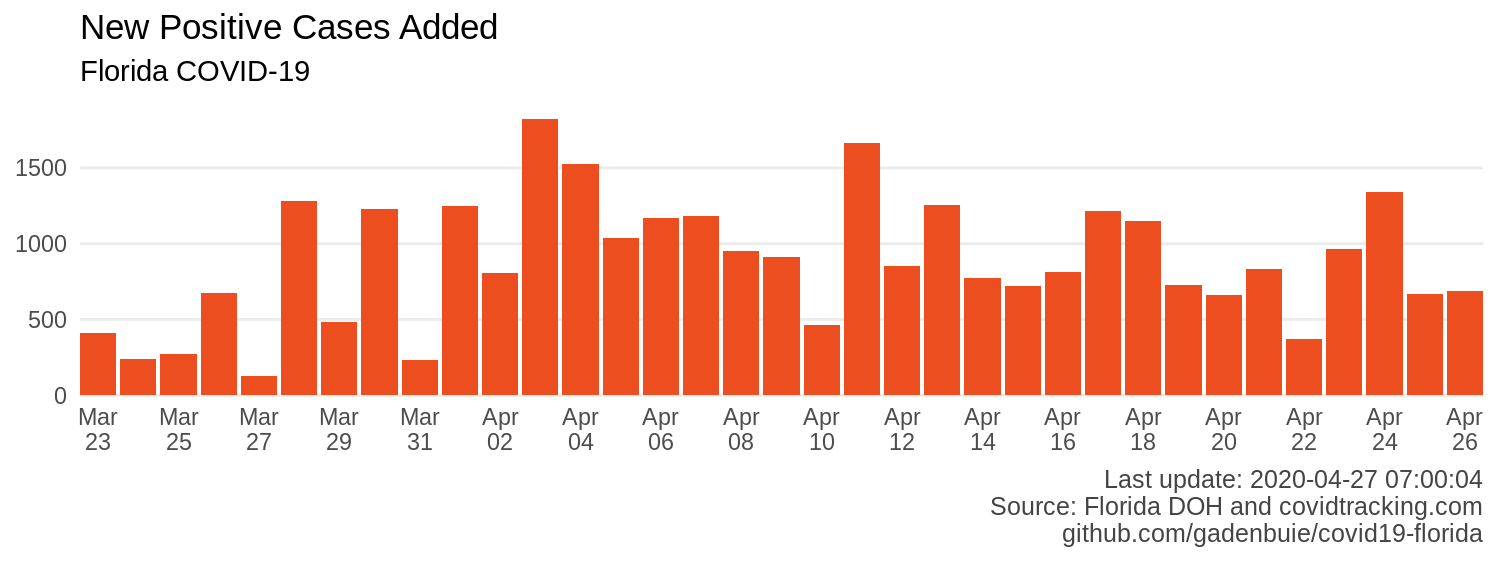 New Positive Cases Added
Florida COVID-19
1500
1000
500
0
Mar Mar Mar Mar Mar Apr Apr Apr Apr Apr Apr Apr Apr Apr Apr Apr Apr Apr
23 25 27 29 31 02 04 06 08 10 12 14 16 18 20 22 24 26
Last update: 2020-04-27 07:00:04
Source: Florida DOH and covidtracking.com
github.com/gadenbuie/covid19-florida